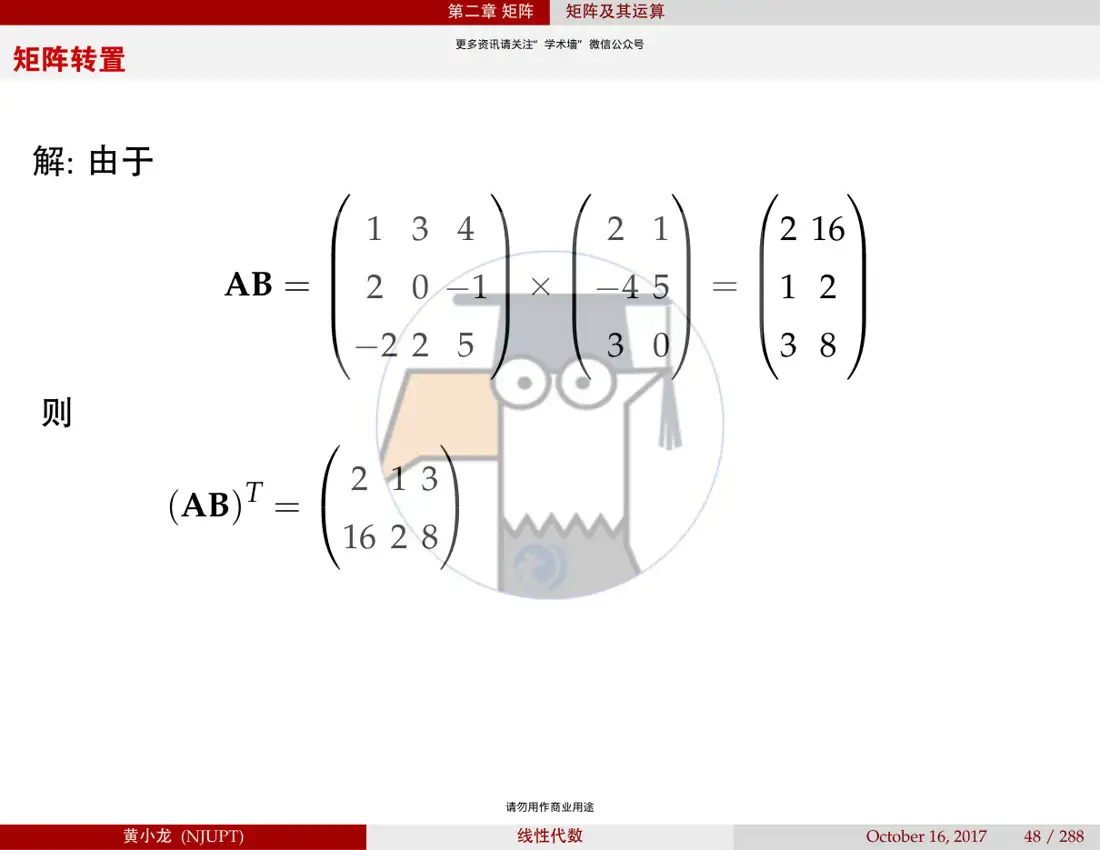 第二章 矩阵 矩阵及其运算
更多资讯请关注“学术墙”微信公众号
矩阵转置
解: 由于
1 3 4 2 1 2 16
AB = 2 0 −1 × −4 5 = 1 2
−2 2 5 3 0 3 8
则
2 1 3
(AB)^T =
16 2 8
请勿用作商业用途
黄小龙 (NJUPT) 线性代数 October 16, 2017 48 / 288